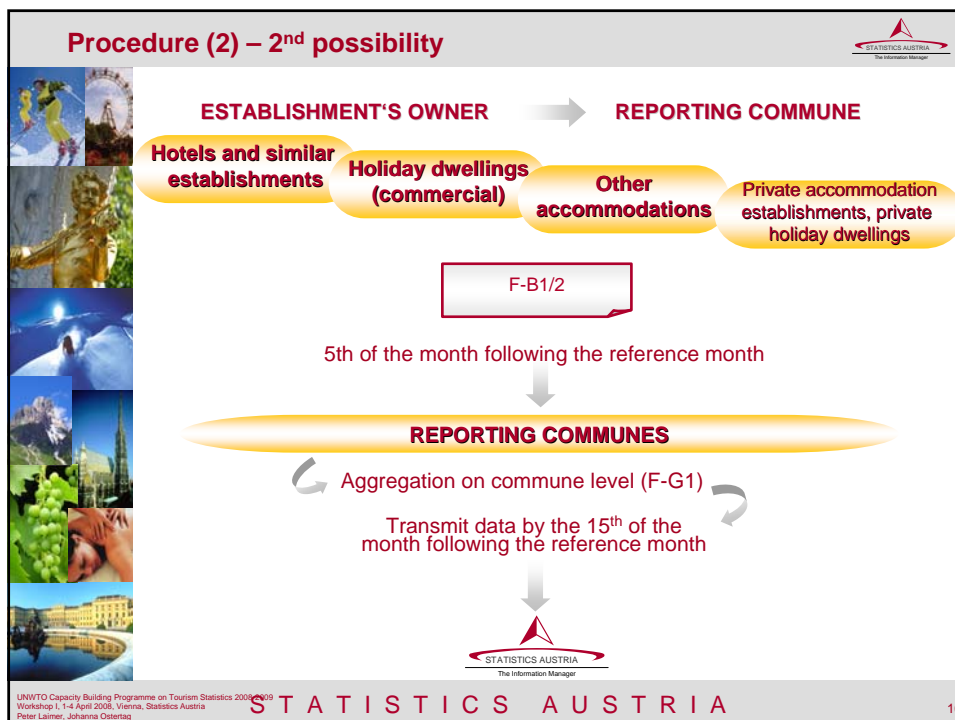 Procedure (2) – 2nd possibility
STATISTICS AUSTRIA
The Information Manager
ESTABLISHMENT'S OWNER
REPORTING COMMUNE
Hotels and similar
establishments
Holiday dwellings
(commercial)
Other
accommodations
Private accommodation
establishments, private
holiday dwellings
F-B1/2
5th of the month following the reference month
REPORTING COMMUNES
Aggregation on commune level (F-G1)
Transmit data by the 15th of the
month following the reference month
STATISTICS AUSTRIA
The Information Manager
UNWTO Capacity Building Programme on Tourism Statistics 2008-2009
Workshop I, 1-4 April 2008, Vienna, Statistics Austria
Peter Laimer, Johanna Ostertag
STATISTICS AUSTRIA